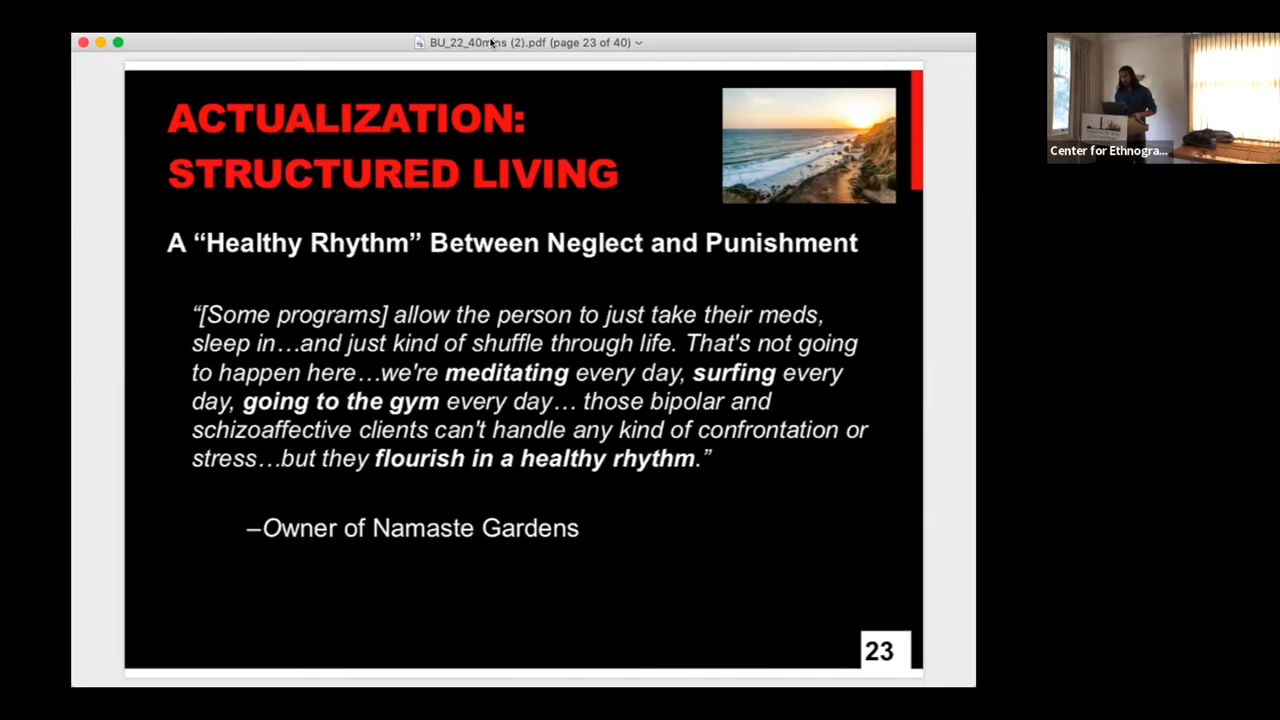 BU_22_40mins (2).pdf (page 23 of 40)
ACTUALIZATION:
STRUCTURED LIVING
A “Healthy Rhythm” Between Neglect and Punishment
“[Some programs] allow the person to just take their meds,
sleep in…and just kind of shuffle through life. That's not going
to happen here…we're meditating every day, surfing every
day, going to the gym every day… those bipolar and
schizoaffective clients can't handle any kind of confrontation or
stress…but they flourish in a healthy rhythm.”
–Owner of Namaste Gardens
23
Center for Ethnogra...